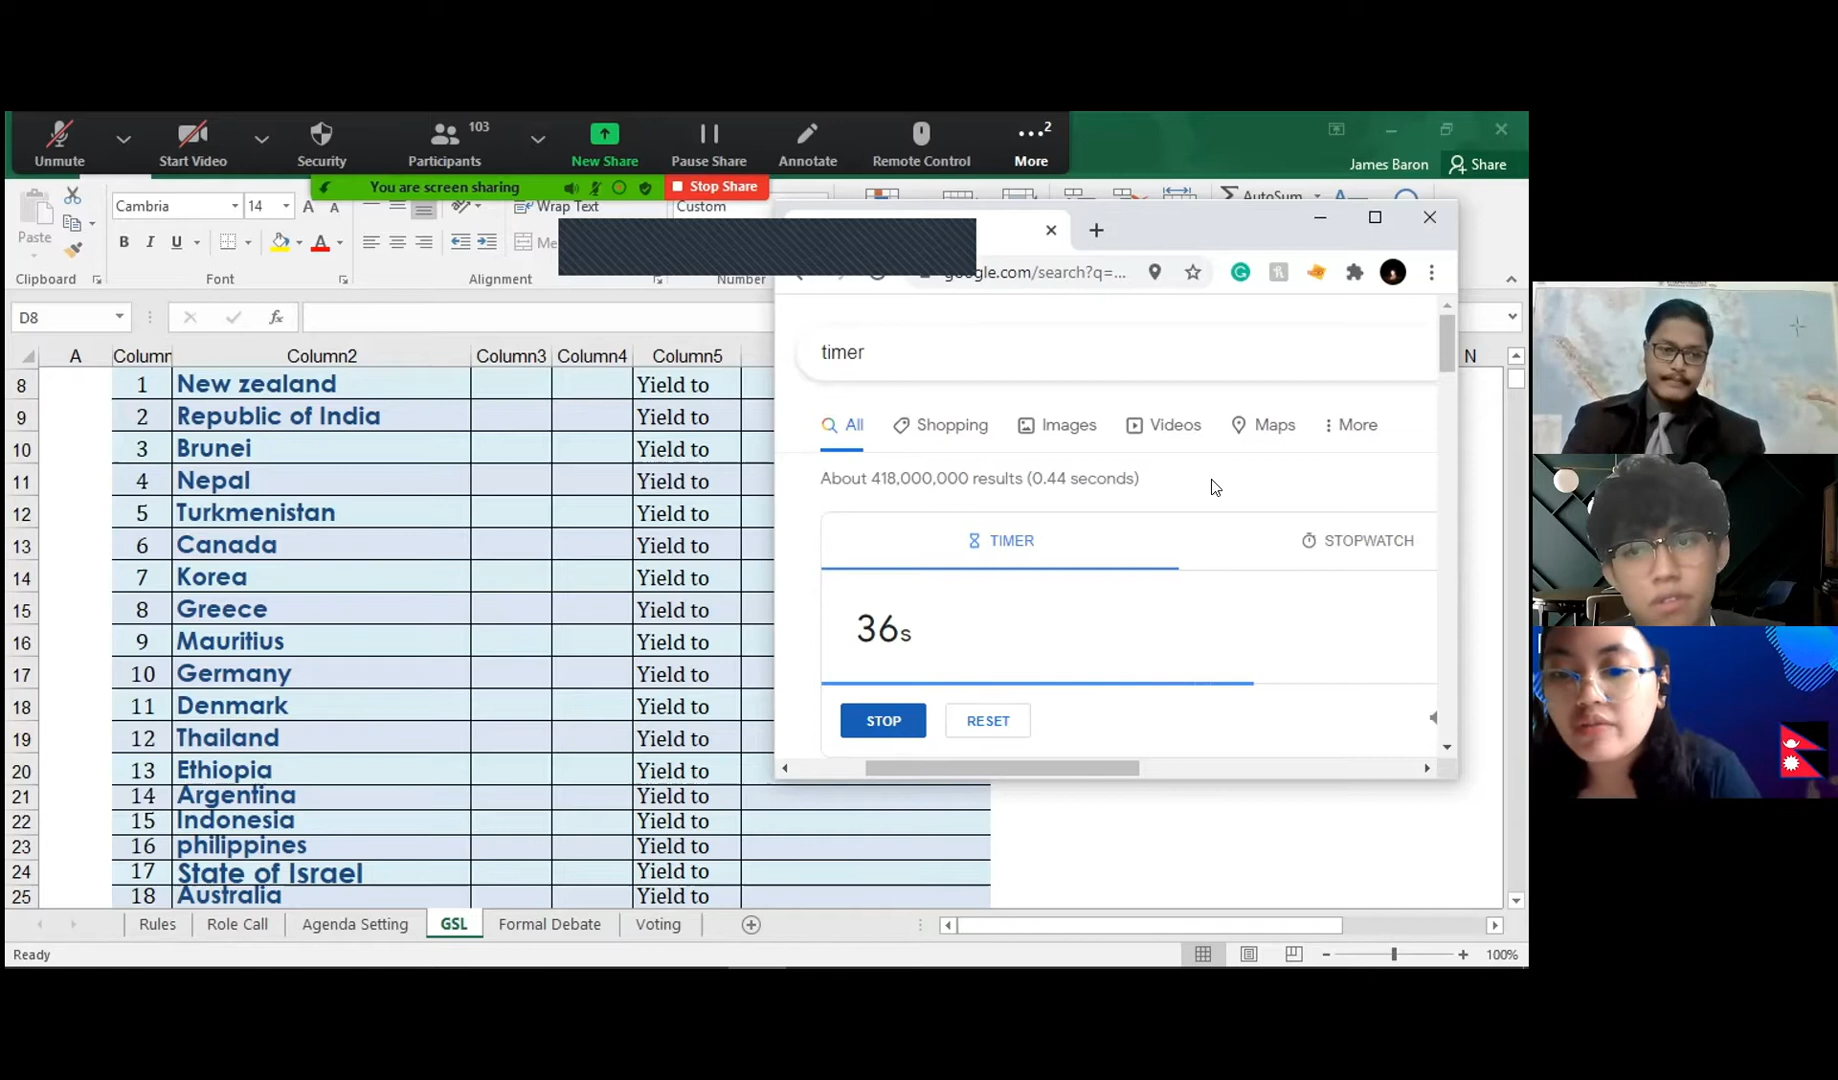 Unmute
Start Video
Security
Participants
103
New Share
Pause Share
Annotate
Remote Control
More
2
James Baron
Share
You are screen sharing
Stop Share
Paste
Cambria
14
Wrap Text
Custom
AutoSum
B I U
Me
Clipboard
Font
Alignment
Number
google.com/search?q=...
D8
fx
timer
All
Shopping
Images
Videos
Maps
More
About 418,000,000 results (0.44 seconds)
TIMER
STOPWATCH
36s
STOP
RESET
A Column Column2 Column3 Column4 Column5 N
8 1 New zealand Yield to
9 2 Republic of India Yield to
10 3 Brunei Yield to
11 4 Nepal Yield to
12 5 Turkmenistan Yield to
13 6 Canada Yield to
14 7 Korea Yield to
15 8 Greece Yield to
16 9 Mauritius Yield to
17 10 Germany Yield to
18 11 Denmark Yield to
19 12 Thailand Yield to
20 13 Ethiopia Yield to
21 14 Argentina Yield to
22 15 Indonesia Yield to
23 16 philippines Yield to
24 17 State of Israel Yield to
25 18 Australia Yield to
Rules
Role Call
Agenda Setting
GSL
Formal Debate
Voting
Ready
100%